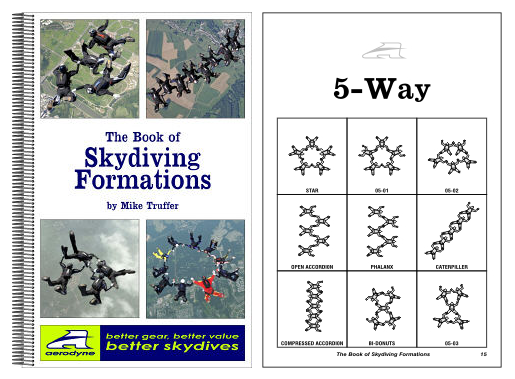 The Book of
Skydiving
Formations
by Mike Truffer
aerodyne
better gear, better value
better skydives
5-Way
STAR
05-01
05-02
OPEN ACCORDION
PHALANX
CATERPILLER
COMPRESSED ACCORDION
BI-DONUTS
05-03
The Book of Skydiving Formations
15